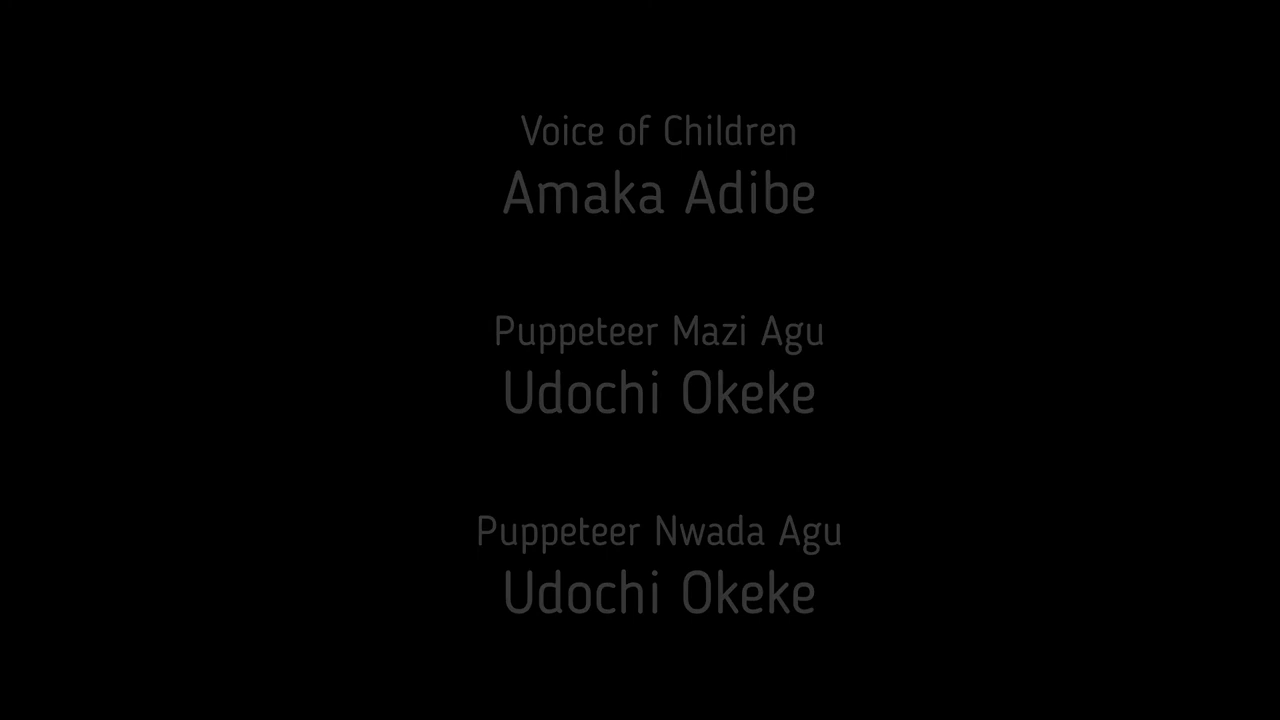 Voice of Children
Amaka Adibe
Puppeteer Mazi Agu
Udochi Okeke
Puppeteer Nwada Agu
Udochi Okeke